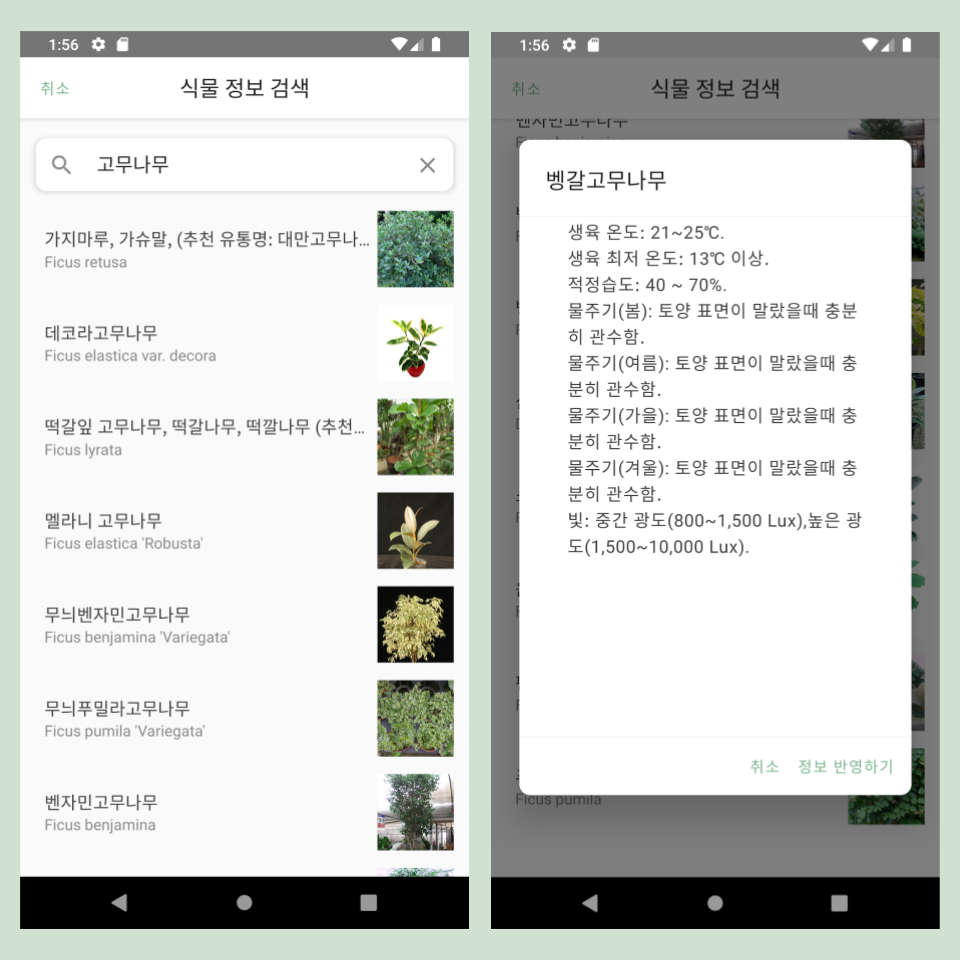 1:56
취소
식물 정보 검색
고무나무
가지마루, 가슈말, (추천 유통명: 대만고무나...
Ficus retusa
데코라고무나무
Ficus elastica var. decora
떡갈잎 고무나무, 떡갈나무, 떡깔나무 (추천...
Ficus lyrata
멜라니 고무나무
Ficus elastica 'Robusta'
무늬벤자민고무나무
Ficus benjamina 'Variegata'
무늬푸밀라고무나무
Ficus pumila 'Variegata'
벤자민고무나무
Ficus benjamina
1:56
취소
식물 정보 검색
벤자민고무나무
벵갈고무나무
생육 온도: 21~25℃.
생육 최저 온도: 13℃ 이상.
적정습도: 40 ~ 70%.
물주기(봄): 토양 표면이 말랐을때 충분
히 관수함.
물주기(여름): 토양 표면이 말랐을때 충
분히 관수함.
물주기(가을): 토양 표면이 말랐을때 충
분히 관수함.
물주기(겨울): 토양 표면이 말랐을때 충
분히 관수함.
빛: 중간 광도(800~1,500 Lux),높은 광
도(1,500~10,000 Lux).
취소 정보 반영하기
Ficus pumila